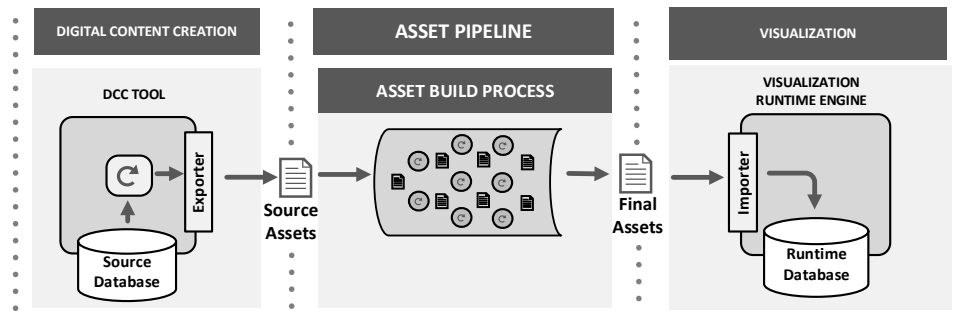 DIGITAL CONTENT CREATION
DCC TOOL
Exporter
Source
Database
Source
Assets
ASSET PIPELINE
ASSET BUILD PROCESS
Final
Assets
VISUALIZATION
VISUALIZATION
RUNTIME ENGINE
Importer
Runtime
Database